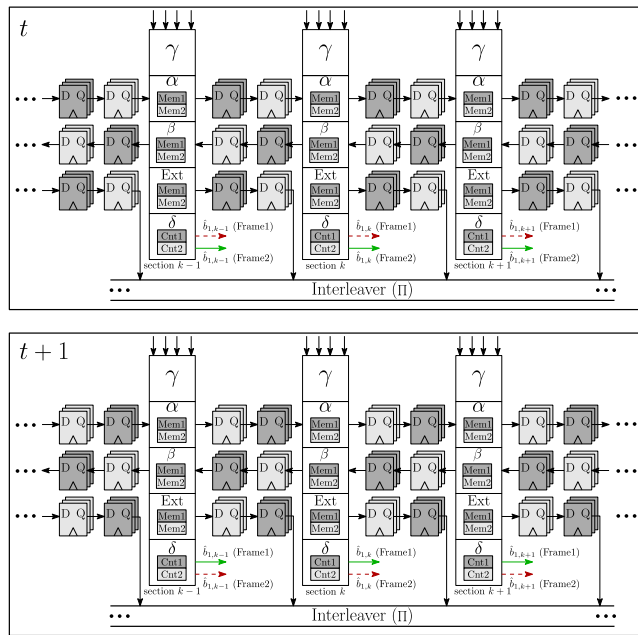 t
γ γ γ
α α α
D Q D Q Mem1 D Q D Q Mem1 D Q D Q Mem1 D Q D Q
Mem2 Mem2 Mem2
β β β
D Q D Q Mem1 D Q D Q Mem1 D Q D Q Mem1 D Q D Q
Mem2 Mem2 Mem2
Ext Ext Ext
D Q D Q Mem1 D Q D Q Mem1 D Q D Q Mem1 D Q D Q
Mem2 Mem2 Mem2
δ δ δ
Cnt1 b̂1,k−1 (Frame1) Cnt1 b̂1,k (Frame1) Cnt1 b̂1,k+1 (Frame1)
Cnt2 b̂1,k−1 (Frame2) Cnt2 b̂1,k (Frame2) Cnt2 b̂1,k+1 (Frame2)
section k − 1 section k section k + 1
••• Interleaver (Π) •••
t + 1
γ γ γ
α α α
D Q D Q Mem1 D Q D Q Mem1 D Q D Q Mem1 D Q D Q
Mem2 Mem2 Mem2
β β β
D Q D Q Mem1 D Q D Q Mem1 D Q D Q Mem1 D Q D Q
Mem2 Mem2 Mem2
Ext Ext Ext
D Q D Q Mem1 D Q D Q Mem1 D Q D Q Mem1 D Q D Q
Mem2 Mem2 Mem2
δ δ δ
Cnt1 b̂1,k−1 (Frame1) Cnt1 b̂1,k (Frame1) Cnt1 b̂1,k+1 (Frame1)
Cnt2 b̂1,k−1 (Frame2) Cnt2 b̂1,k (Frame2) Cnt2 b̂1,k+1 (Frame2)
section k − 1 section k section k + 1
••• Interleaver (Π) •••